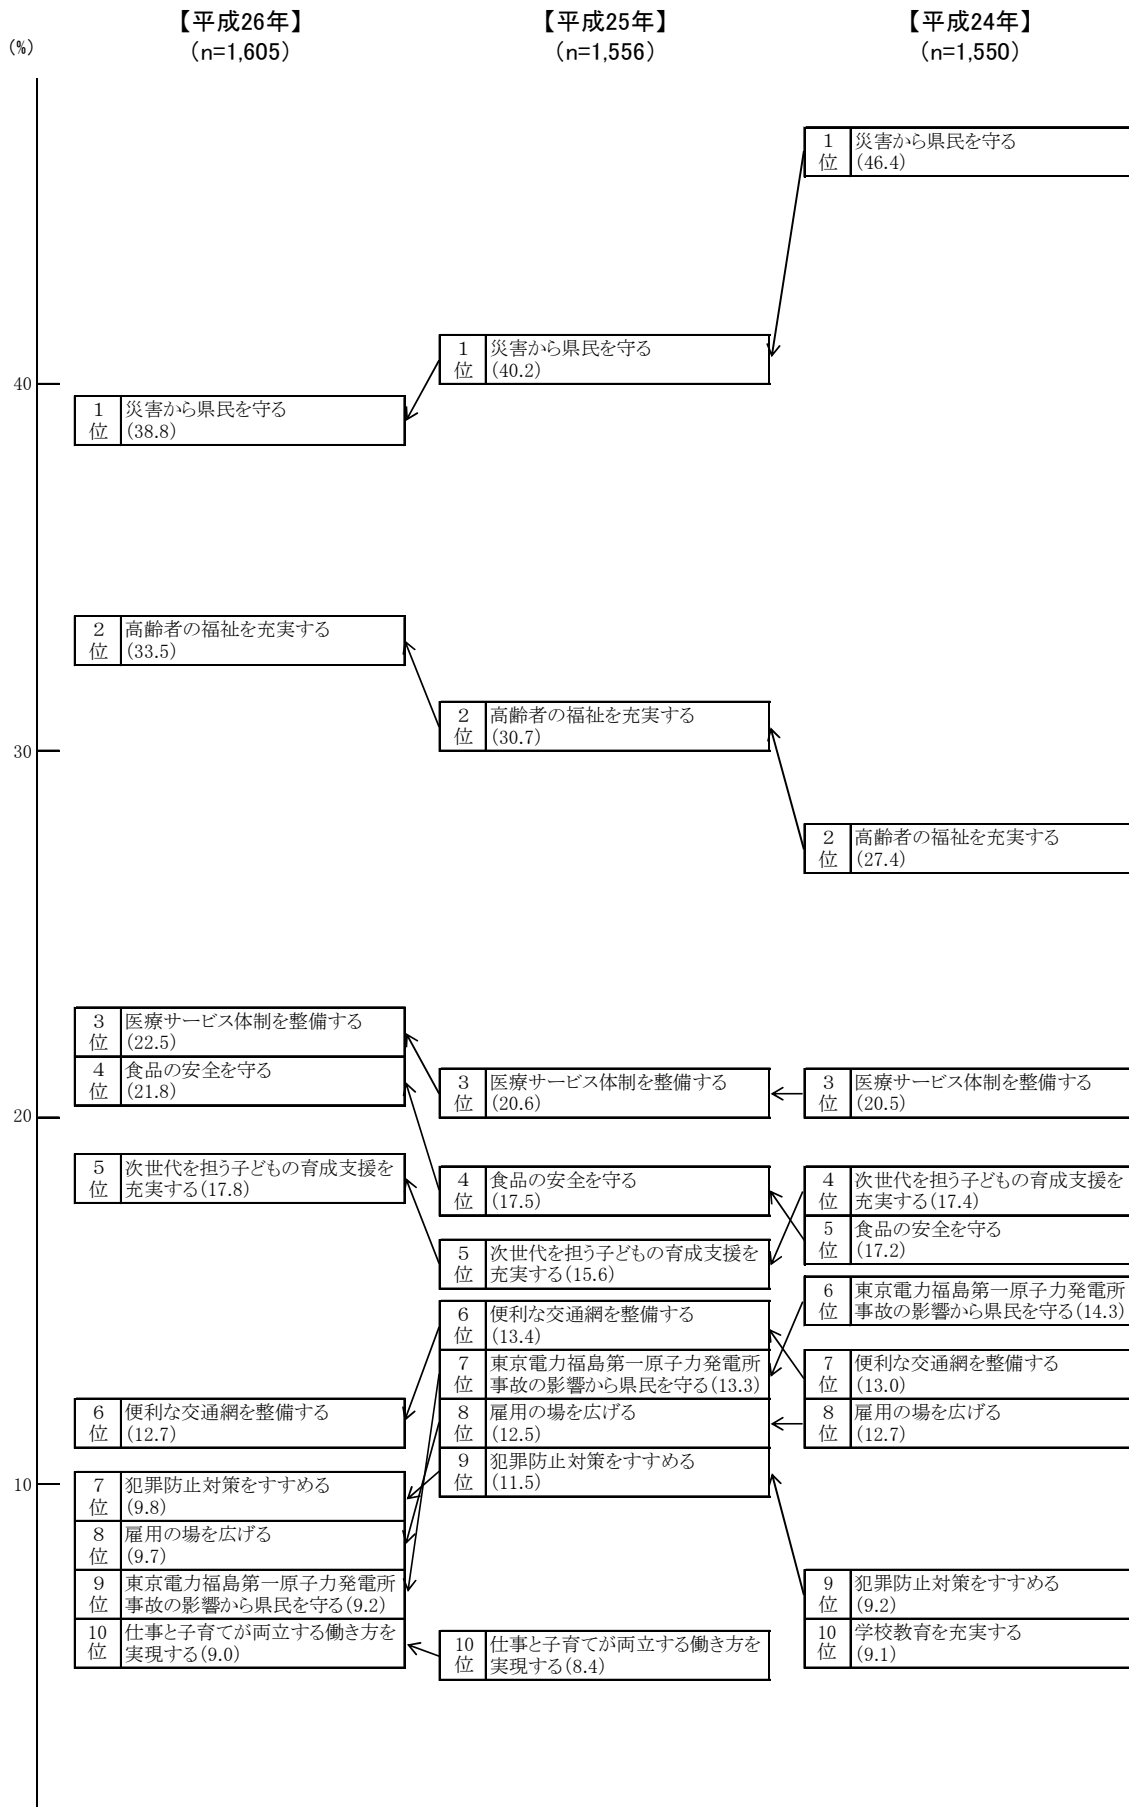 【平成26年】
(n=1,605)
【平成25年】
(n=1,556)
【平成24年】
(n=1,550)
(%)
40
30
20
10
1位
災害から県民を守る
(38.8)
2位
高齢者の福祉を充実する
(33.5)
3位
医療サービス体制を整備する
(22.5)
4位
食品の安全を守る
(21.8)
5位
次世代を担う子どもの育成支援を
充実する(17.8)
6位
便利な交通網を整備する
(12.7)
7位
犯罪防止対策をすすめる
(9.8)
8位
雇用の場を広げる
(9.7)
9位
東京電力福島第一原子力発電所
事故の影響から県民を守る(9.2)
10位
仕事と子育てが両立する働き方を
実現する(9.0)
1位
災害から県民を守る
(40.2)
2位
高齢者の福祉を充実する
(30.7)
3位
医療サービス体制を整備する
(20.6)
4位
食品の安全を守る
(17.5)
5位
次世代を担う子どもの育成支援を
充実する(15.6)
6位
便利な交通網を整備する
(13.4)
7位
東京電力福島第一原子力発電所
事故の影響から県民を守る(13.3)
8位
雇用の場を広げる
(12.5)
9位
犯罪防止対策をすすめる
(11.5)
10位
仕事と子育てが両立する働き方を
実現する(8.4)
1位
災害から県民を守る
(46.4)
2位
高齢者の福祉を充実する
(27.4)
3位
医療サービス体制を整備する
(20.5)
4位
次世代を担う子どもの育成支援を
充実する(17.4)
5位
食品の安全を守る
(17.2)
6位
東京電力福島第一原子力発電所
事故の影響から県民を守る(14.3)
7位
便利な交通網を整備する
(13.0)
8位
雇用の場を広げる
(12.7)
9位
犯罪防止対策をすすめる
(9.2)
10位
学校教育を充実する
(9.1)